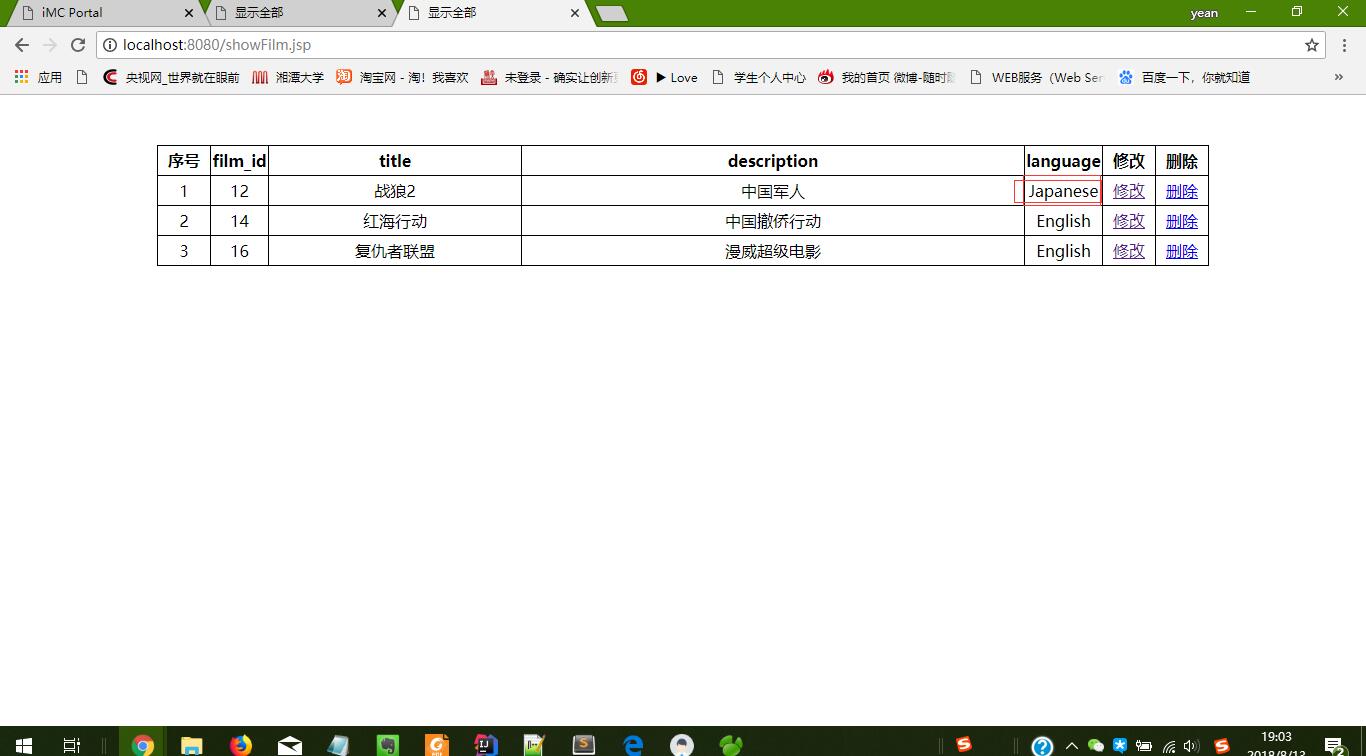 iMC Portal 显示全部 显示全部 yean
localhost:8080/showFilm.jsp
应用 央视网_世界就在眼前 湘潭大学 淘宝网 - 淘！我喜欢 未登录 - 确实让创新 ▶ Love 学生个人中心 我的首页 微博-随时随 WEB服务（Web Ser 百度一下，你就知道 »
序号 film_id title description language 修改 删除
1 12 战狼2 中国军人 Japanese 修改 删除
2 14 红海行动 中国撤侨行动 English 修改 删除
3 16 复仇者联盟 漫威超级电影 English 修改 删除
19:03
2018/8/13